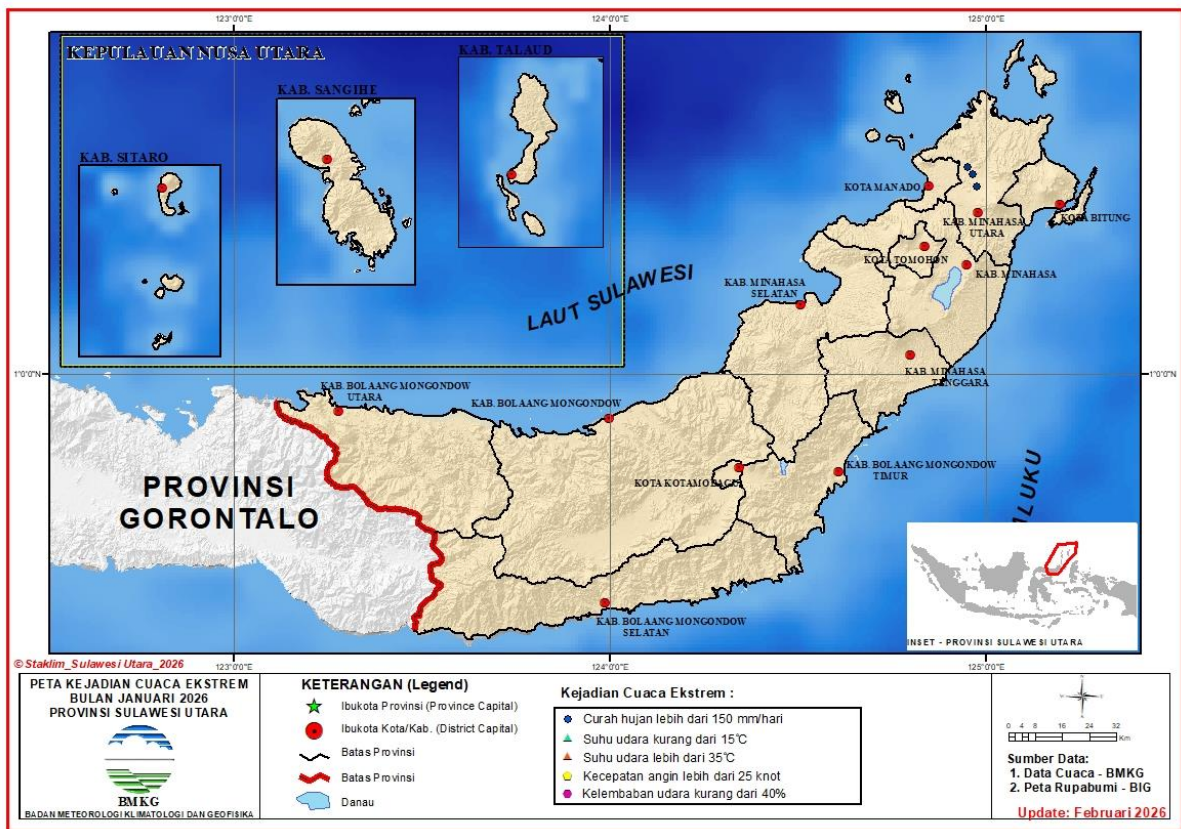 123°0'0"E
124°0'0"E
125°0'0"E
KEPULAUAN NUSA UTARA
KAB. TALAUD
KAB. SANGIHE
KAB. SITARO
KOTA MANADO
KAB. MINAHASA
UTARA
KOTA BITUNG
KOTA TOMOHON
KAB. MINAHASA
KAB. MINAHASA
SELATAN
LAUT SULAWESI
1°0'0"N
1°0'0"N
KAB. MINAHASA
TENGGARA
KAB. BOLAANG MONGONDOW
UTARA
KAB. BOLAANG MONGONDOW
KOTA KOTAMOBAGU
KAB. BOLAANG MONGONDOW
TIMUR
PROVINSI
GORONTALO
ALUKU
KAB. BOLAANG MONGONDOW
SELATAN
INSET - PROVINSI SULAWESI UTARA
©Staklim_Sulawesi Utara_2026
123°0'0"E
124°0'0"E
125°0'0"E
PETA KEJADIAN CUACA EKSTREM
BULAN JANUARI 2026
PROVINSI SULAWESI UTARA
BMKG
BADAN METEOROLOGI KLIMATOLOGI DAN GEOFISIKA
KETERANGAN (Legend)
Ibukota Provinsi (Province Capital)
Ibukota Kota/Kab. (District Capital)
Batas Provinsi
Batas Provinsi
Danau
Kejadian Cuaca Ekstrem :
Curah hujan lebih dari 150 mm/hari
Suhu udara kurang dari 15°C
Suhu udara lebih dari 35°C
Kecepatan angin lebih dari 25 knot
Kelembaban udara kurang dari 40%
0 4 8 16 24 32
Km
Sumber Data:
1. Data Cuaca - BMKG
2. Peta Rupabumi - BIG
Update: Februari 2026